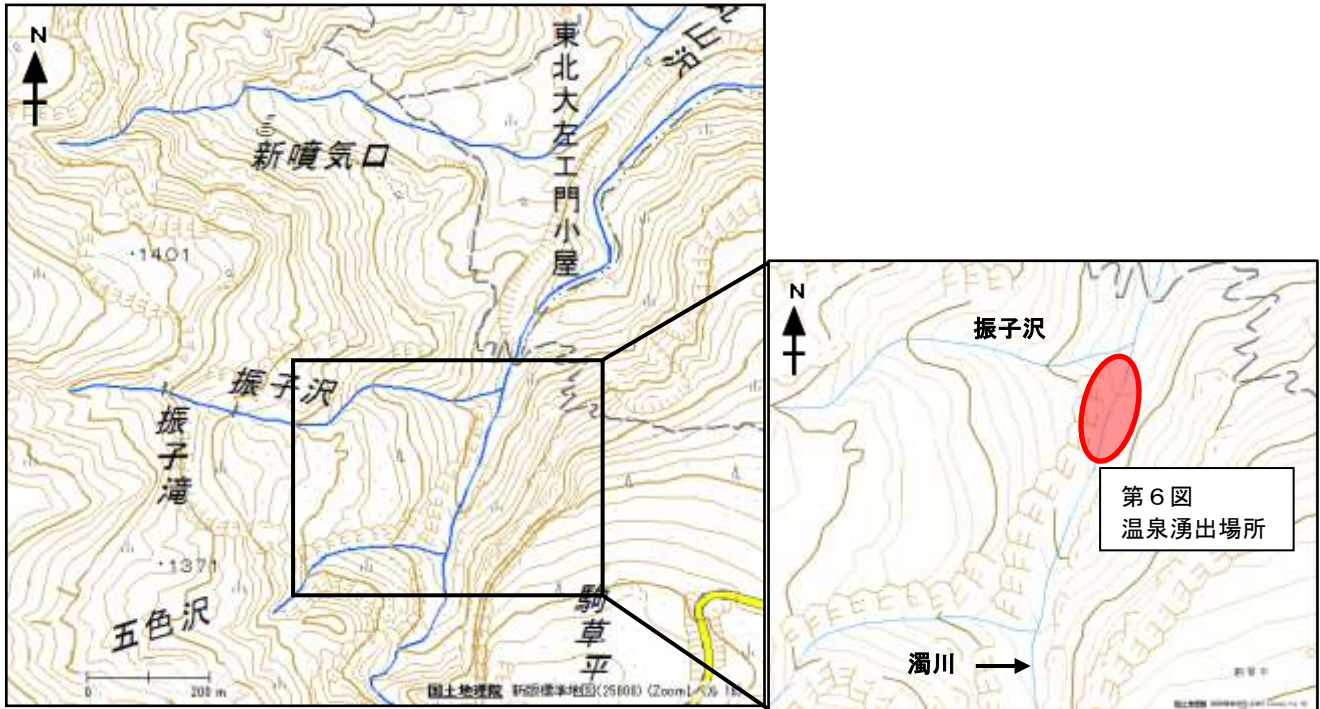 N
東北大左エ門小屋
新噴気口
・1401
振子沢
振子滝
・1371
五色沢
駒草平
0 200 m
国土地理院
N
振子沢
第6図
温泉湧出場所
濁川